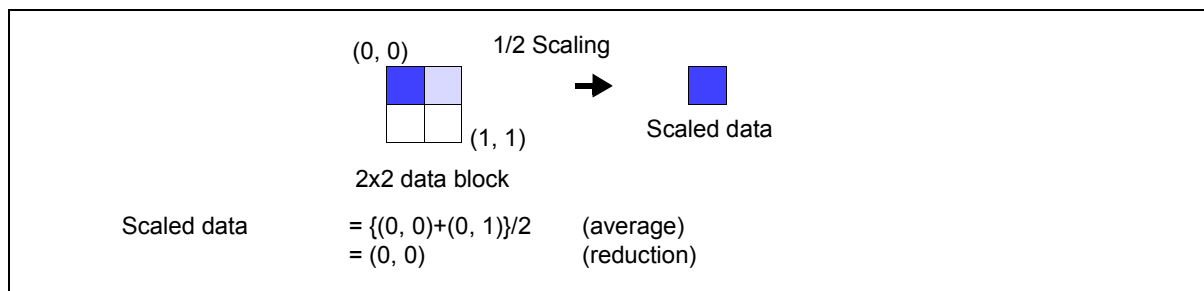 (0, 0)
1/2 Scaling
(1, 1)
Scaled data
2x2 data block
Scaled data = {(0, 0)+(0, 1)}/2 (average)
= (0, 0) (reduction)